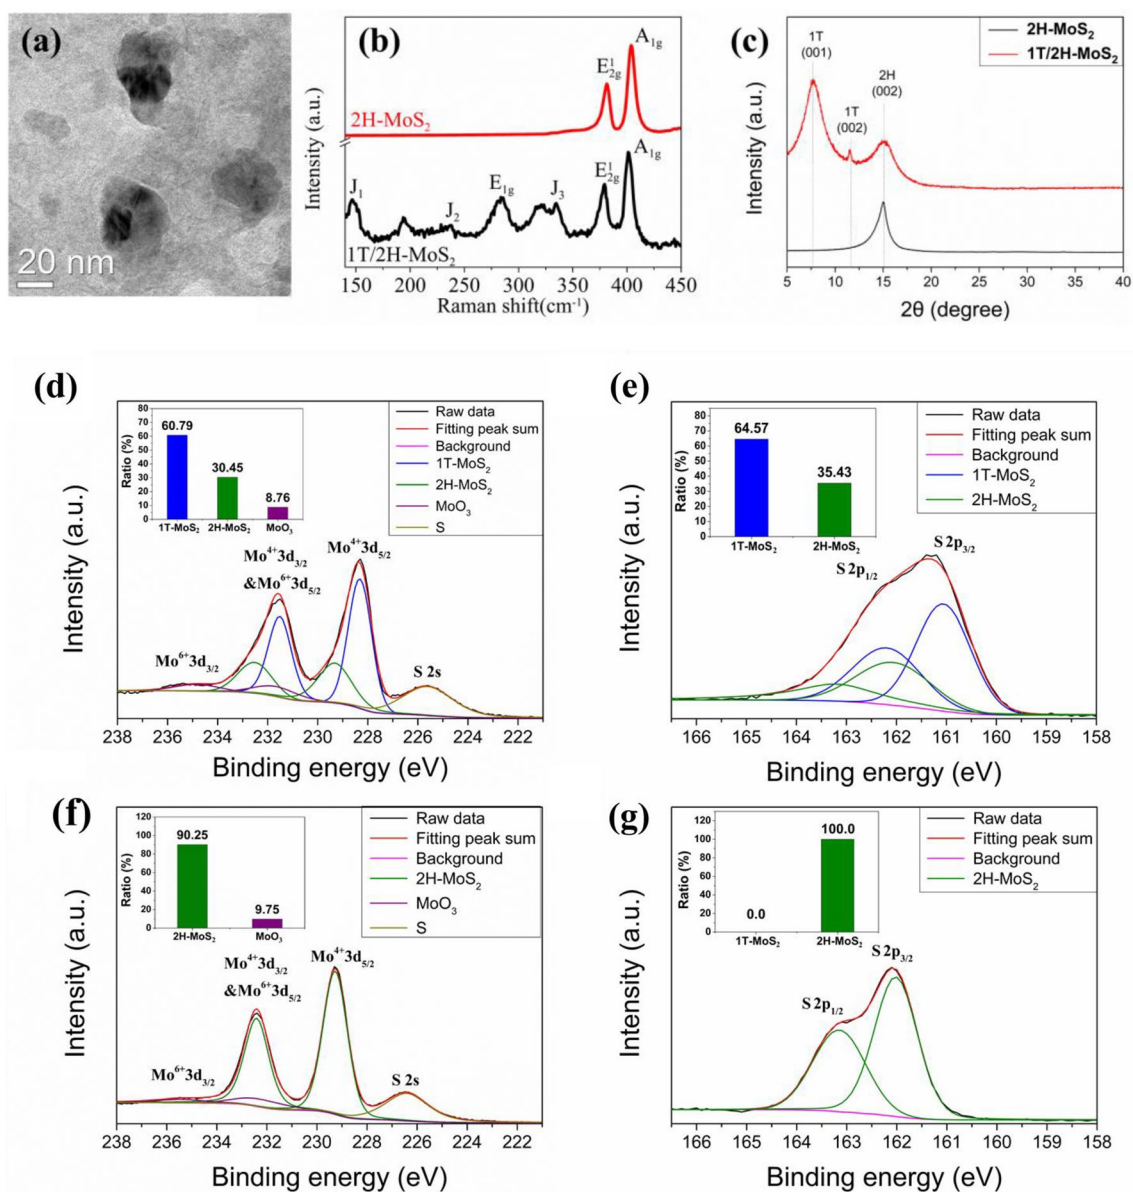 (a)
20 nm
(b)
Intensity (a.u.)
A₁g
E¹₂g
2H-MoS₂
A₁g
J₁
J₂
E₁g
J₃
E¹₂g
1T/2H-MoS₂
150 200 250 300 350 400 450
Raman shift(cm⁻¹)
(c)
Intensity (a.u.)
2H-MoS₂
1T/2H-MoS₂
1T
(001)
1T
(002)
2H
(002)
5 10 15 20 25 30 35 40
2θ (degree)
(d)
Intensity (a.u.)
Ratio (%)
80
70
60
50
40
30
20
10
0
60.79
30.45
8.76
1T-MoS₂ 2H-MoS₂ MoO₃
Raw data
Fitting peak sum
Background
1T-MoS₂
2H-MoS₂
MoO₃
S
Mo⁴⁺3d₃/₂
&Mo⁶⁺3d₅/₂
Mo⁴⁺3d₅/₂
Mo⁶⁺3d₃/₂
S 2s
238 236 234 232 230 228 226 224 222
Binding energy (eV)
(e)
Intensity (a.u.)
Ratio (%)
80
70
60
50
40
30
20
10
0
64.57
35.43
1T-MoS₂ 2H-MoS₂
Raw data
Fitting peak sum
Background
1T-MoS₂
2H-MoS₂
S 2p₃/₂
S 2p₁/₂
166 165 164 163 162 161 160 159 158
Binding energy (eV)
(f)
Intensity (a.u.)
Ratio (%)
120
100
80
60
40
20
0
90.25
9.75
2H-MoS₂ MoO₃
Raw data
Fitting peak sum
Background
2H-MoS₂
MoO₃
S
Mo⁴⁺3d₃/₂
&Mo⁶⁺3d₅/₂
Mo⁴⁺3d₅/₂
Mo⁶⁺3d₃/₂
S 2s
238 236 234 232 230 228 226 224 222
Binding energy (eV)
(g)
Intensity (a.u.)
Ratio (%)
120
100
80
60
40
20
0
0.0
100.0
1T-MoS₂ 2H-MoS₂
Raw data
Fitting peak sum
Background
2H-MoS₂
S 2p₃/₂
S 2p₁/₂
166 165 164 163 162 161 160 159 158
Binding energy (eV)